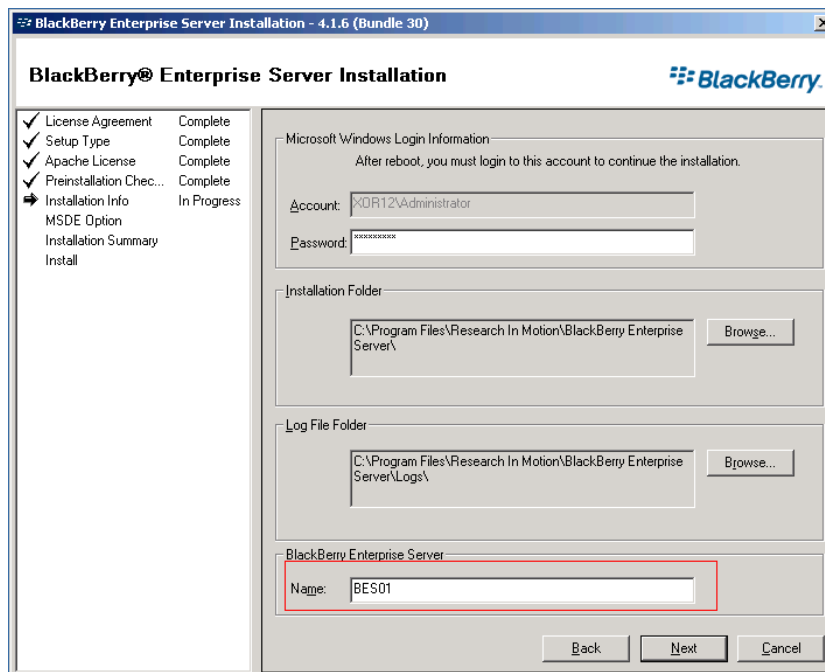 BlackBerry Enterprise Server Installation - 4.1.6 (Bundle 30)
BlackBerry® Enterprise Server Installation
BlackBerry.
License Agreement Complete
Setup Type Complete
Apache License Complete
Preinstallation Chec... Complete
Installation Info In Progress
MSDE Option
Installation Summary
Install
Microsoft Windows Login Information
After reboot, you must login to this account to continue the installation.
Account: XOR12\Administrator
Password: *********
Installation Folder
C:\Program Files\Research In Motion\BlackBerry Enterprise
Server\
Browse...
Log File Folder
C:\Program Files\Research In Motion\BlackBerry Enterprise
Server\Logs\
Browse...
BlackBerry Enterprise Server
Name: BES01
Back Next Cancel